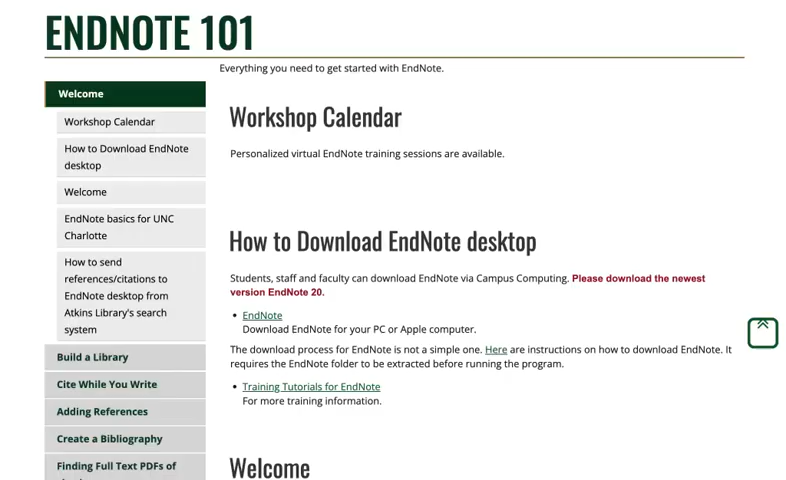 ENDNOTE 101
Everything you need to get started with EndNote.
Welcome
Workshop Calendar
How to Download EndNote
desktop
Welcome
EndNote basics for UNC
Charlotte
How to send
references/citations to
EndNote desktop from
Atkins Library's search
system
Build a Library
Cite While You Write
Adding References
Create a Bibliography
Finding Full Text PDFs of
Workshop Calendar
Personalized virtual EndNote training sessions are available.
How to Download EndNote desktop
Students, staff and faculty can download EndNote via Campus Computing. Please download the newest
version EndNote 20.
• EndNote
Download EndNote for your PC or Apple computer.
The download process for EndNote is not a simple one. Here are instructions on how to download EndNote. It
requires the EndNote folder to be extracted before running the program.
• Training Tutorials for EndNote
For more training information.
Welcome